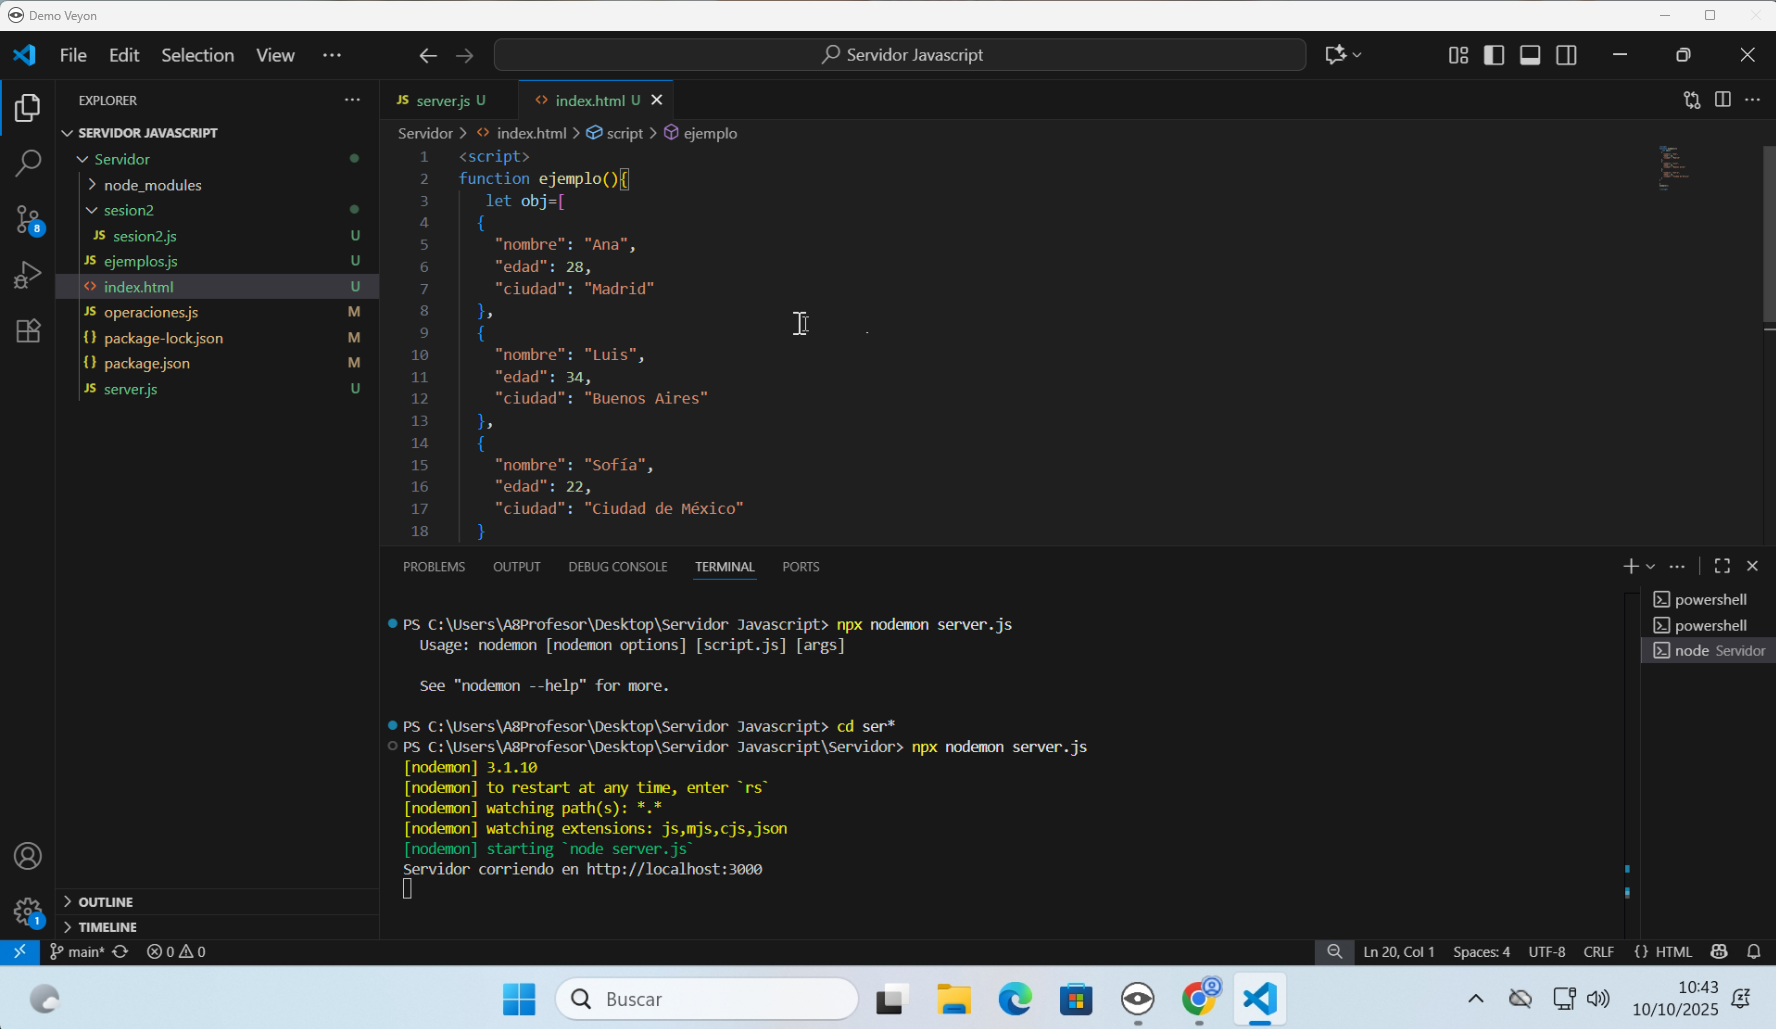 Demo Veyon
File Edit Selection View ··· Servidor Javascript
EXPLORER ···
JS server.js U <> index.html U
SERVIDOR JAVASCRIPT
Servidor
node_modules
sesion2
JS sesion2.js U
JS ejemplos.js U
<> index.html U
JS operaciones.js M
{} package-lock.json M
{} package.json M
JS server.js U
8
Servidor > <> index.html > script > ejemplo
1 <script>
2 function ejemplo(){
3 let obj=[
4 {
5 "nombre": "Ana",
6 "edad": 28,
7 "ciudad": "Madrid"
8 },
9 {
10 "nombre": "Luis",
11 "edad": 34,
12 "ciudad": "Buenos Aires"
13 },
14 {
15 "nombre": "Sofía",
16 "edad": 22,
17 "ciudad": "Ciudad de México"
18 }
PROBLEMS OUTPUT DEBUG CONSOLE TERMINAL PORTS
PS C:\Users\A8Profesor\Desktop\Servidor Javascript> npx nodemon server.js
Usage: nodemon [nodemon options] [script.js] [args]
See "nodemon --help" for more.
PS C:\Users\A8Profesor\Desktop\Servidor Javascript> cd ser*
PS C:\Users\A8Profesor\Desktop\Servidor Javascript\Servidor> npx nodemon server.js
[nodemon] 3.1.10
[nodemon] to restart at any time, enter `rs`
[nodemon] watching path(s): *.*
[nodemon] watching extensions: js,mjs,cjs,json
[nodemon] starting `node server.js`
Servidor corriendo en http://localhost:3000
powershell
powershell
node Servidor
OUTLINE
TIMELINE
1
main* 0 0 Ln 20, Col 1 Spaces: 4 UTF-8 CRLF {} HTML
Buscar
10:43
10/10/2025